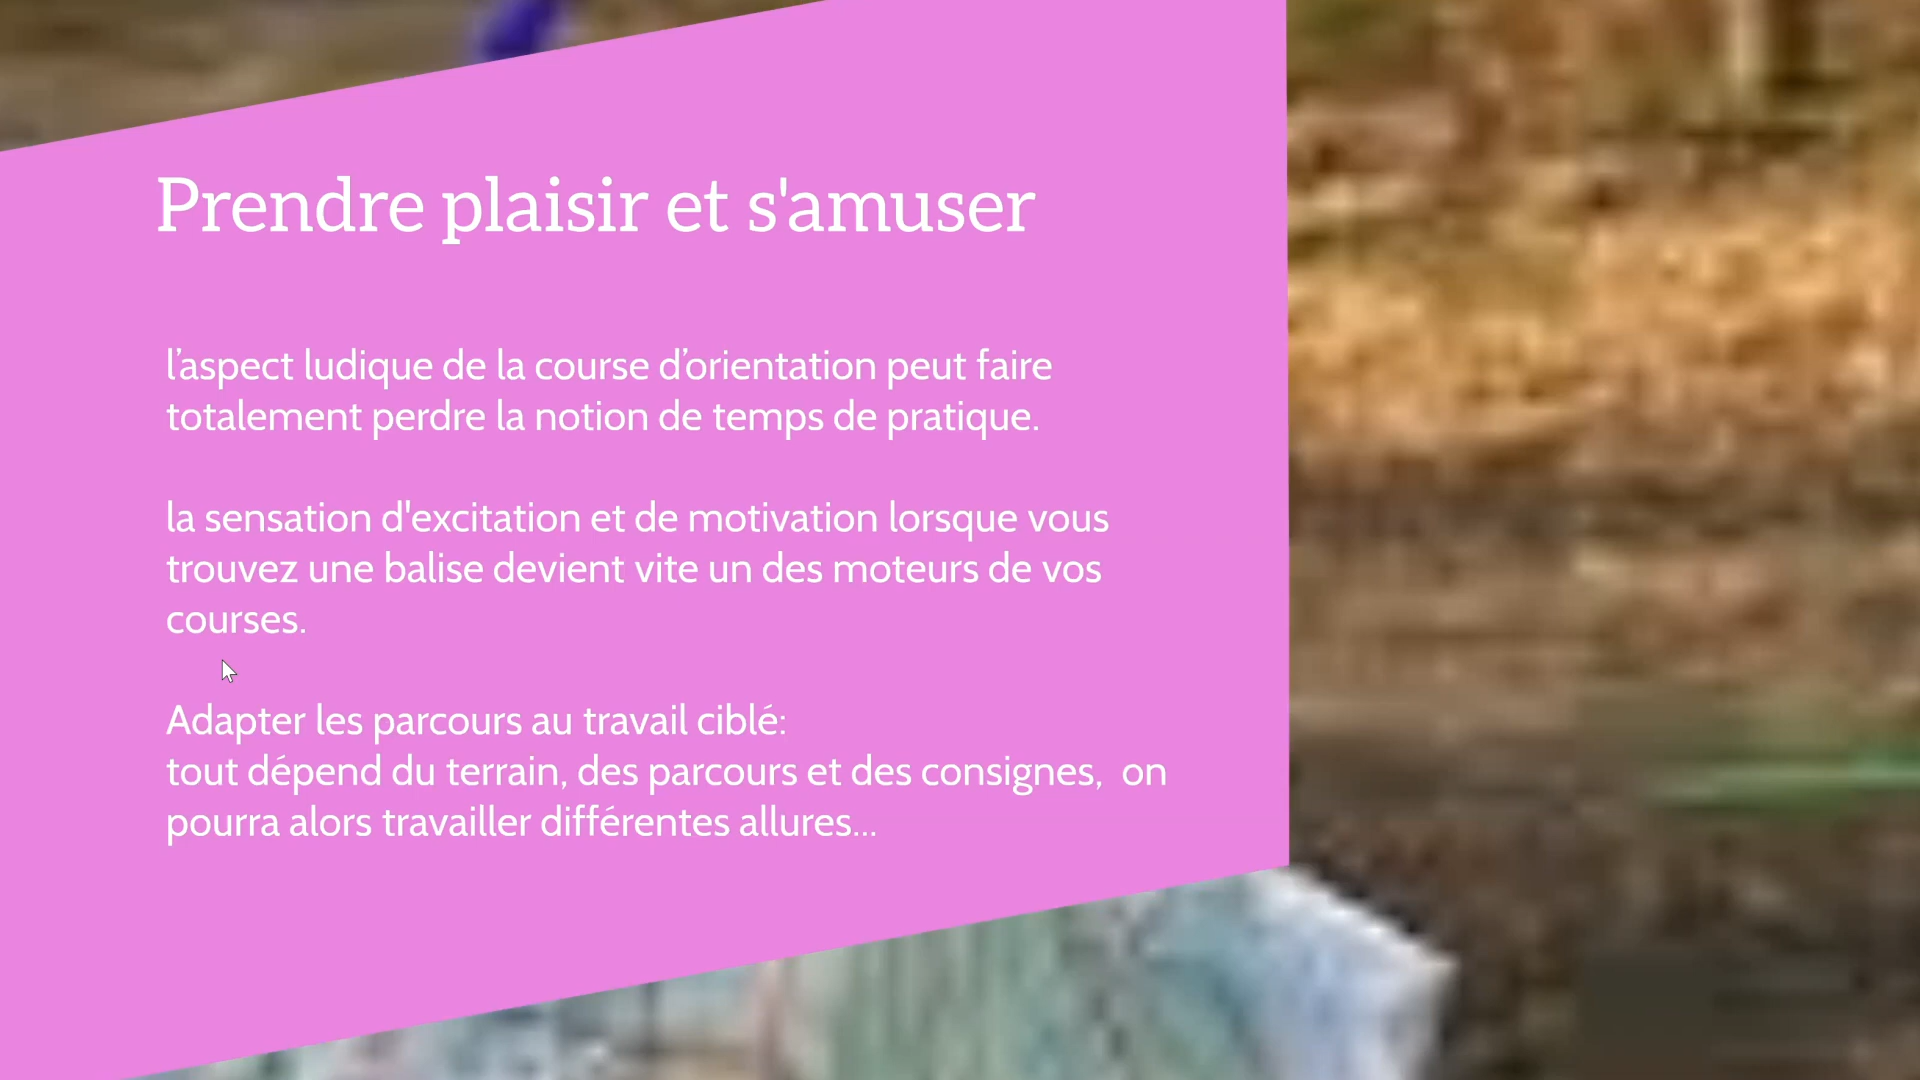 Prendre plaisir et s'amuser
l’aspect ludique de la course d’orientation peut faire
totalement perdre la notion de temps de pratique.
la sensation d'excitation et de motivation lorsque vous
trouvez une balise devient vite un des moteurs de vos
courses.
Adapter les parcours au travail ciblé:
tout dépend du terrain, des parcours et des consignes,  on
pourra alors travailler différentes allures...